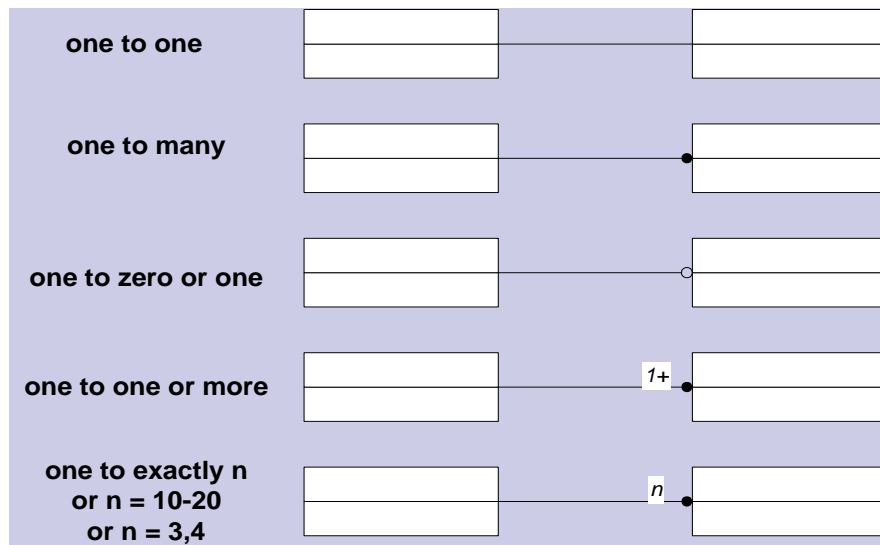 one to one
one to many
one to zero or one
one to one or more
1+
one to exactly n
or n = 10-20
or n = 3,4
n